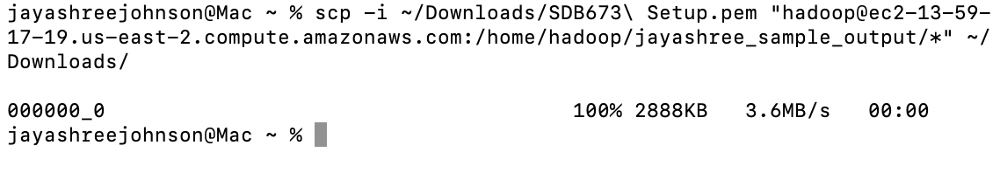 jayashreejohnson@Mac ~ % scp -i ~/Downloads/SDB673\ Setup.pem "hadoop@ec2-13-59-
17-19.us-east-2.compute.amazonaws.com:/home/hadoop/jayashree_sample_output/*" ~/
Downloads/
000000_0 100% 2888KB 3.6MB/s 00:00
jayashreejohnson@Mac ~ %